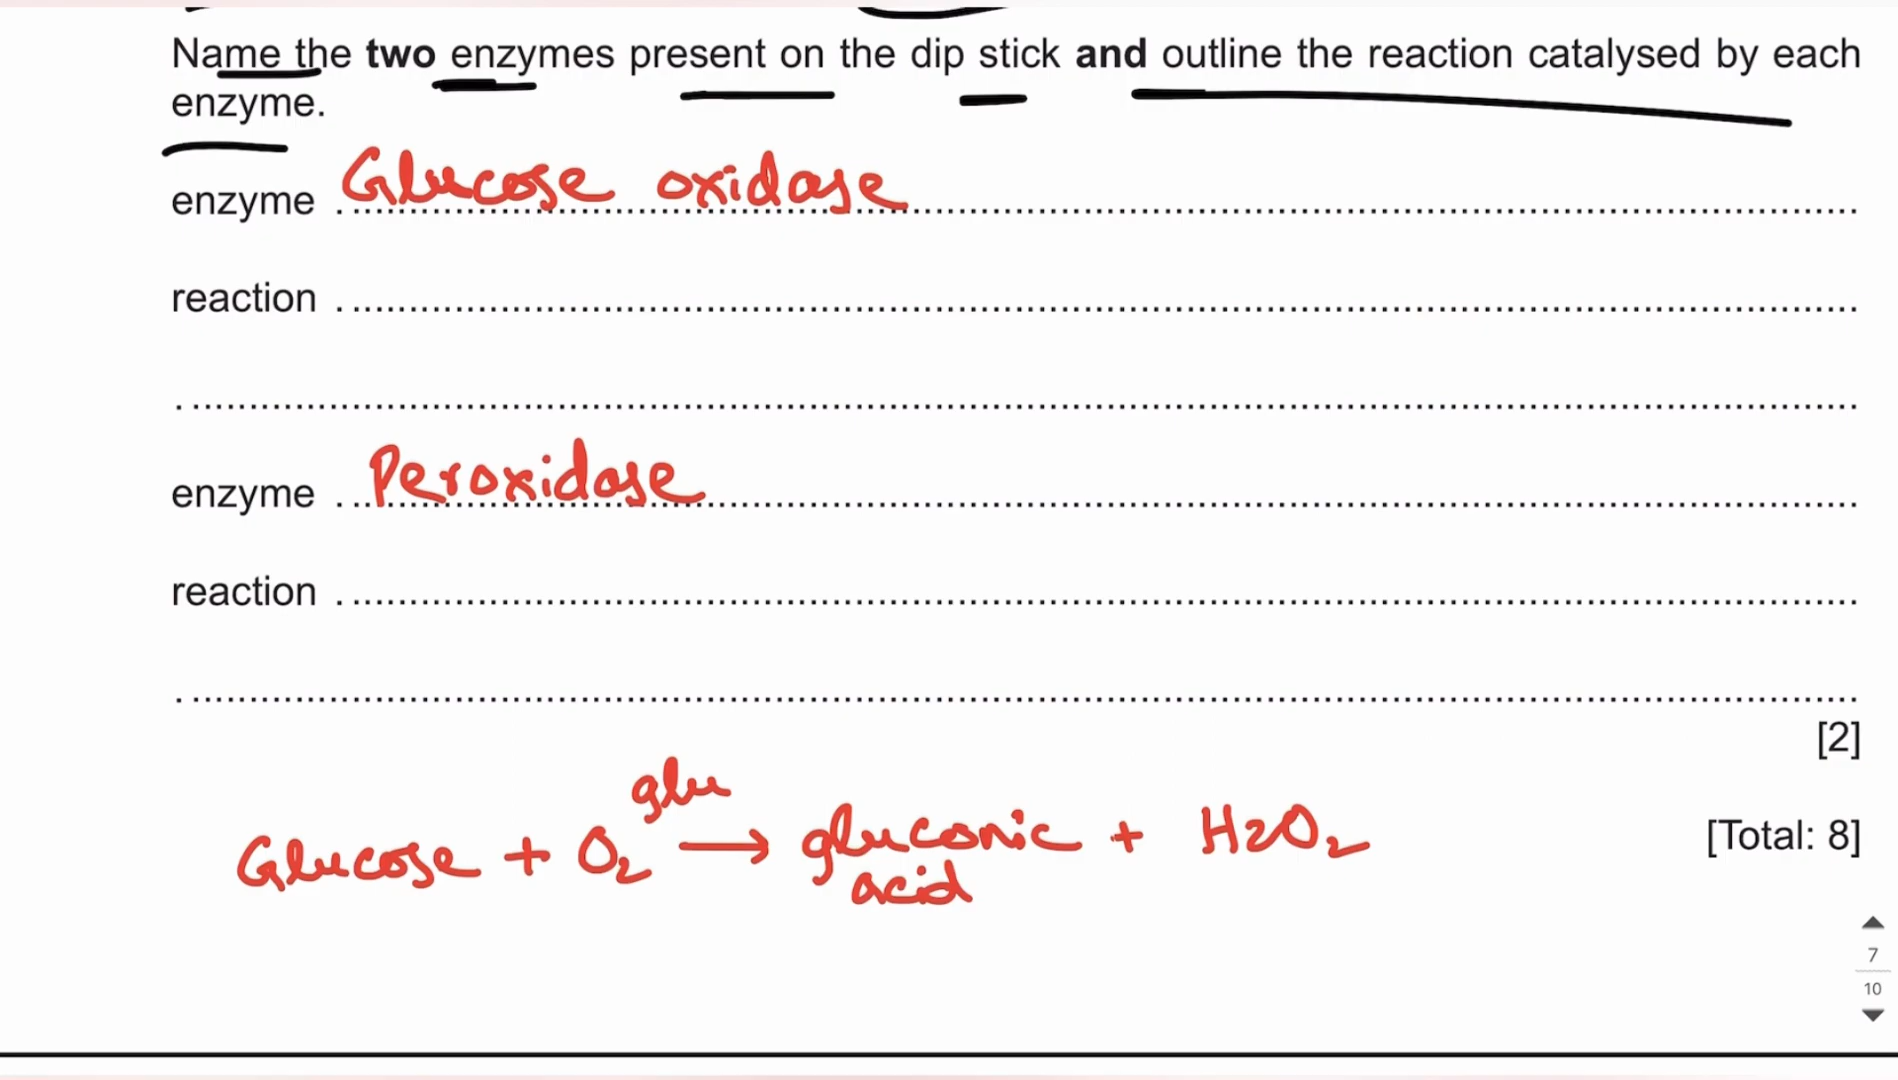 Name the two enzymes present on the dip stick and outline the reaction catalysed by each
enzyme.
enzyme Glucose oxidase
reaction
enzyme Peroxidase
reaction
[2]
glu
Glucose + O₂ → gluconic + H2O₂
acid
[Total: 8]
7
10